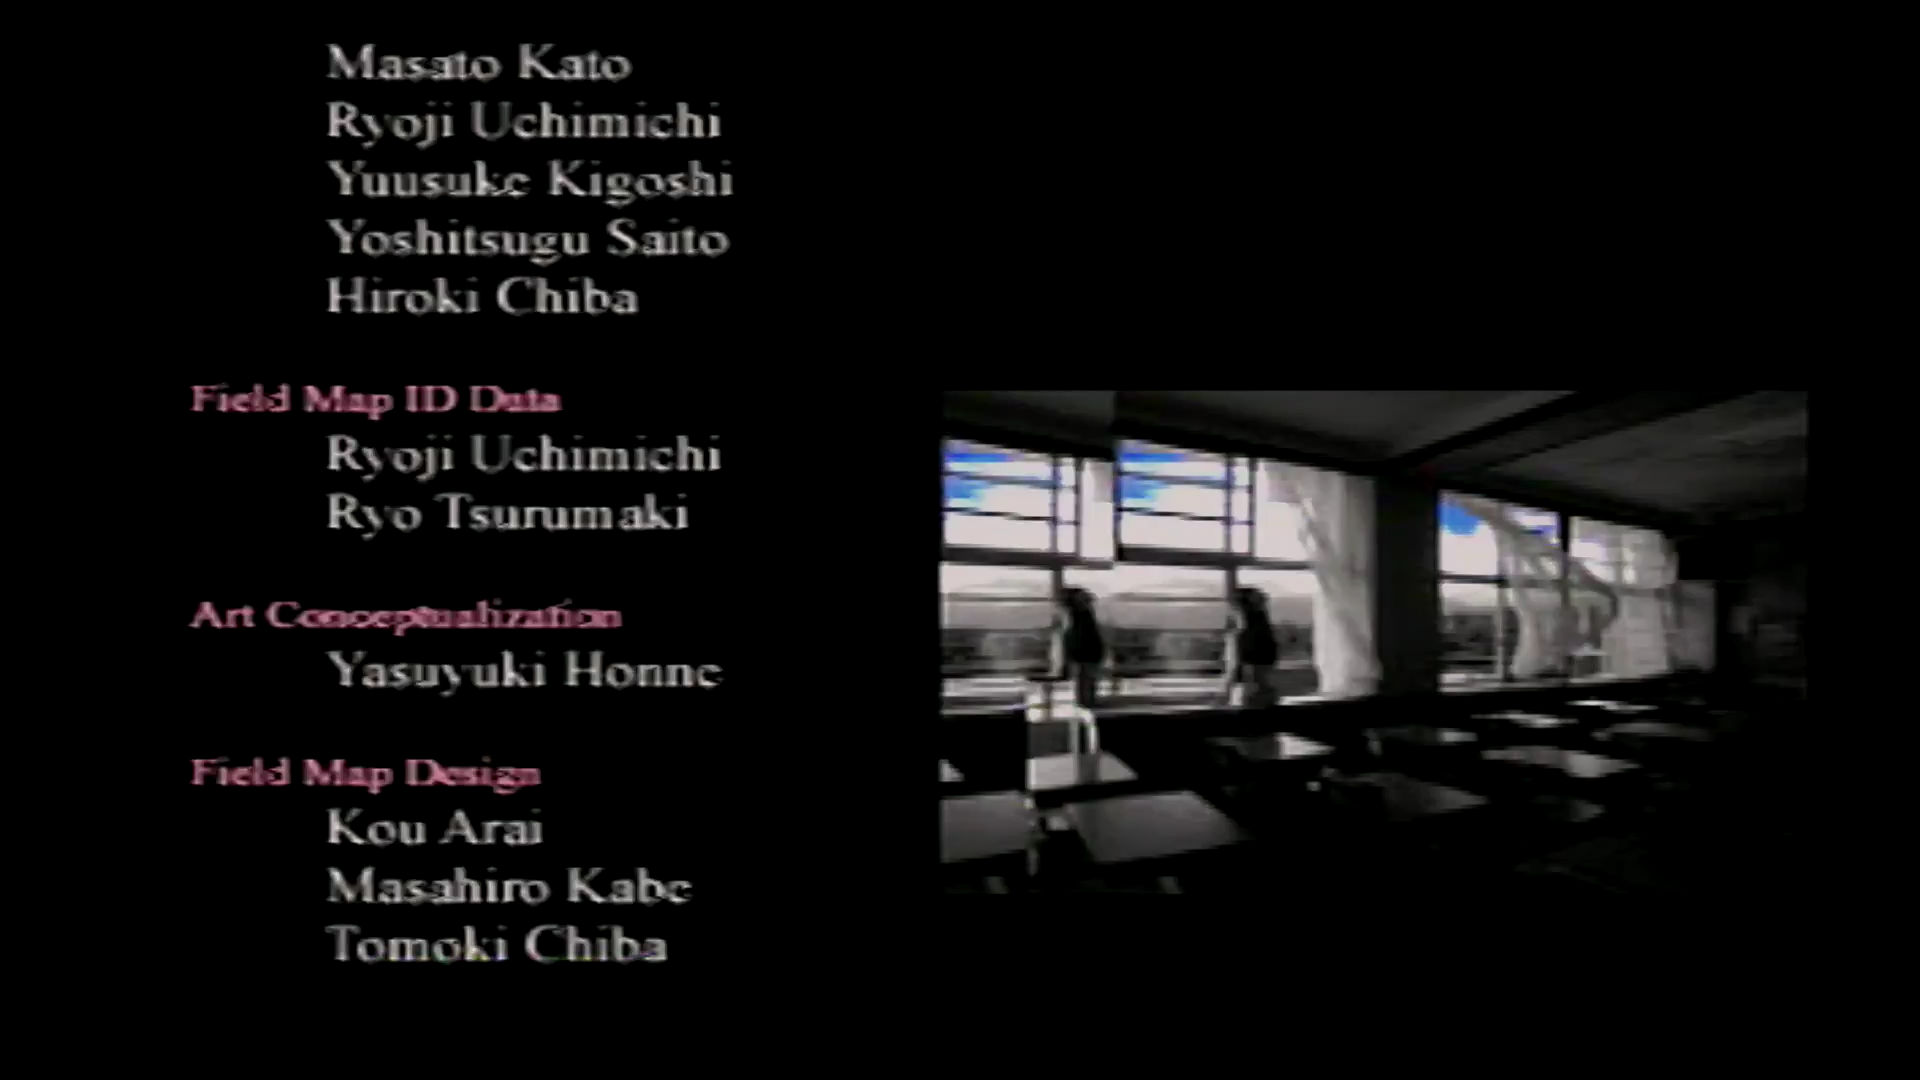 Masato Kato
Ryoji Uchimichi
Yuusuke Kigoshi
Yoshitsugu Saito
Hiroki Chiba
Field Map ID Data
Ryoji Uchimichi
Ryo Tsurumaki
Art Conceptualization
Yasuyuki Honne
Field Map Design
Kou Arai
Masahiro Kabe
Tomoki Chiba